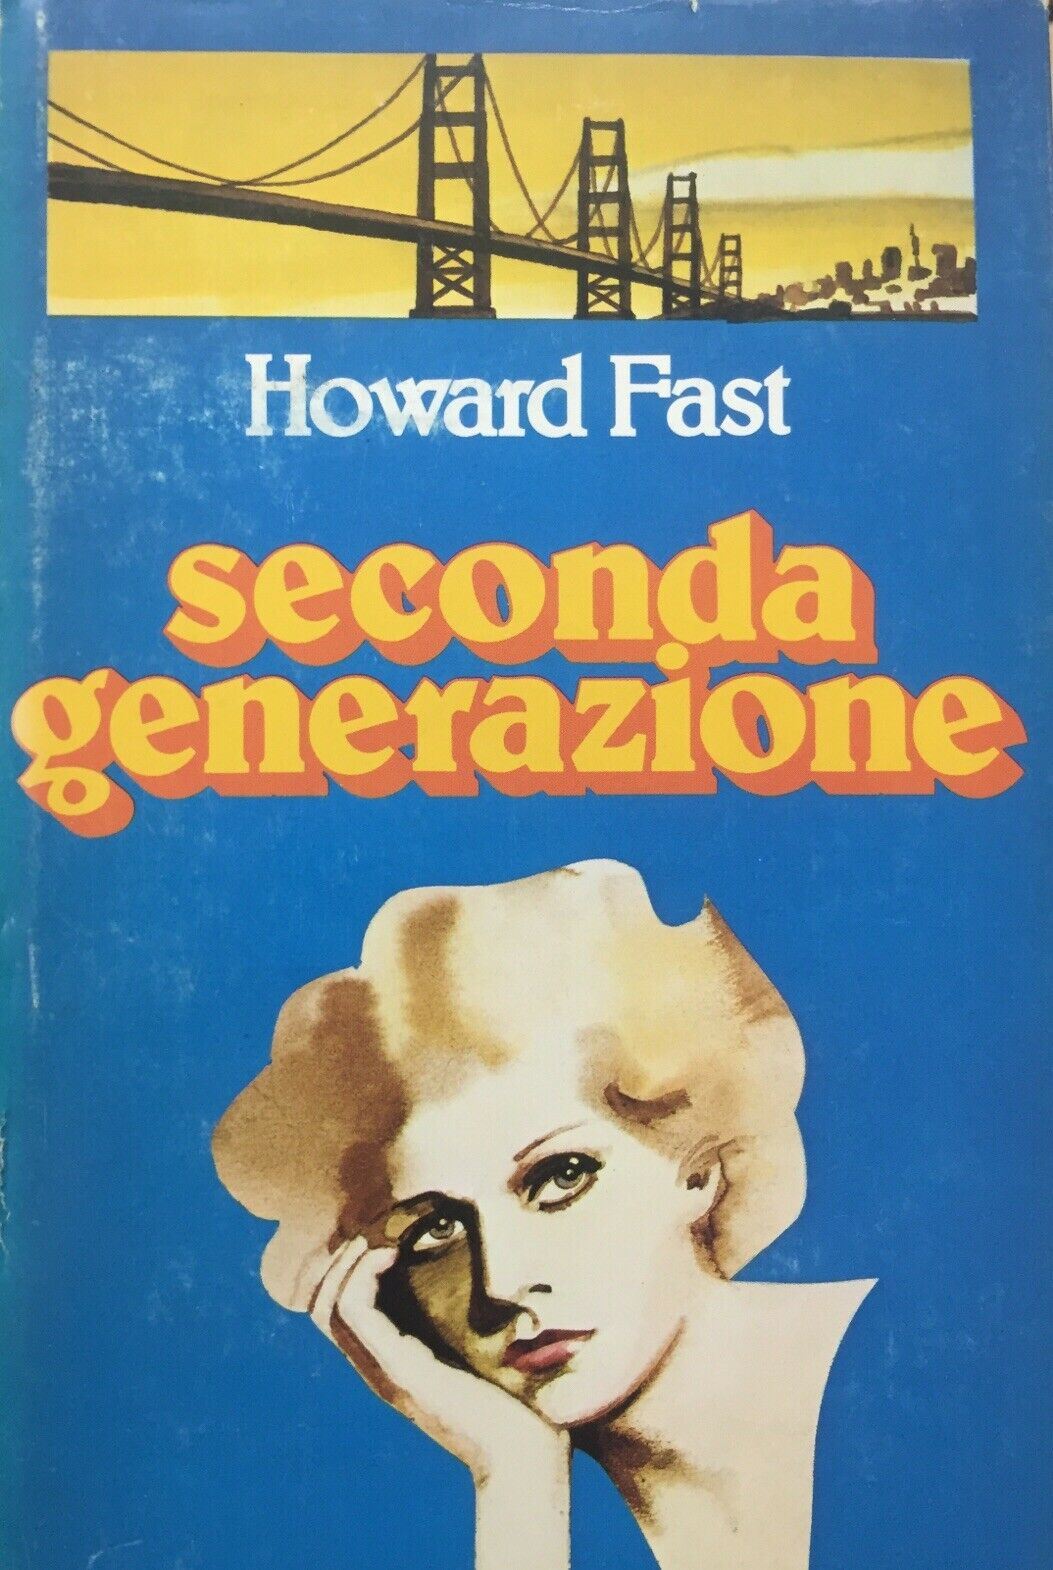 Howard Fast
seconda
generazione